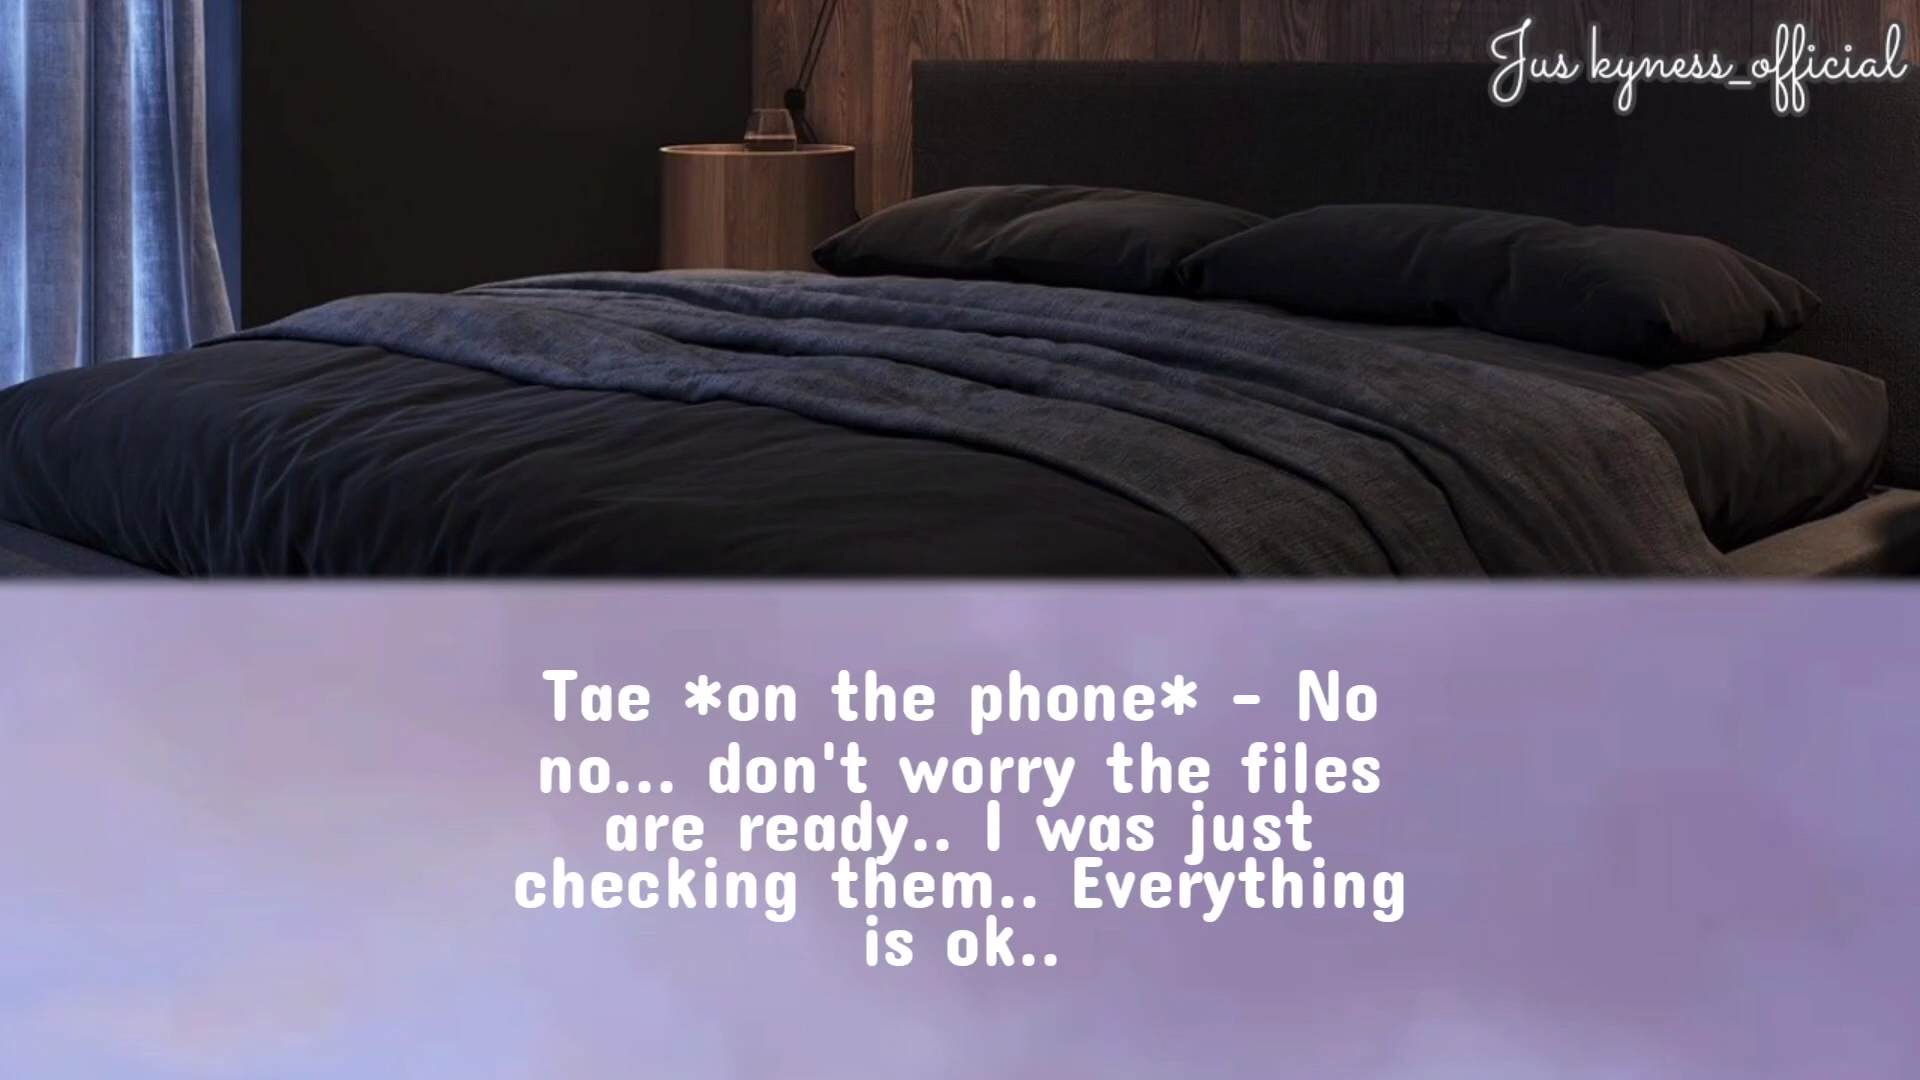 Jus kyness_official
Tae *on the phone* - No
no... don't worry the files
are ready.. I was just
checking them.. Everything
is ok..